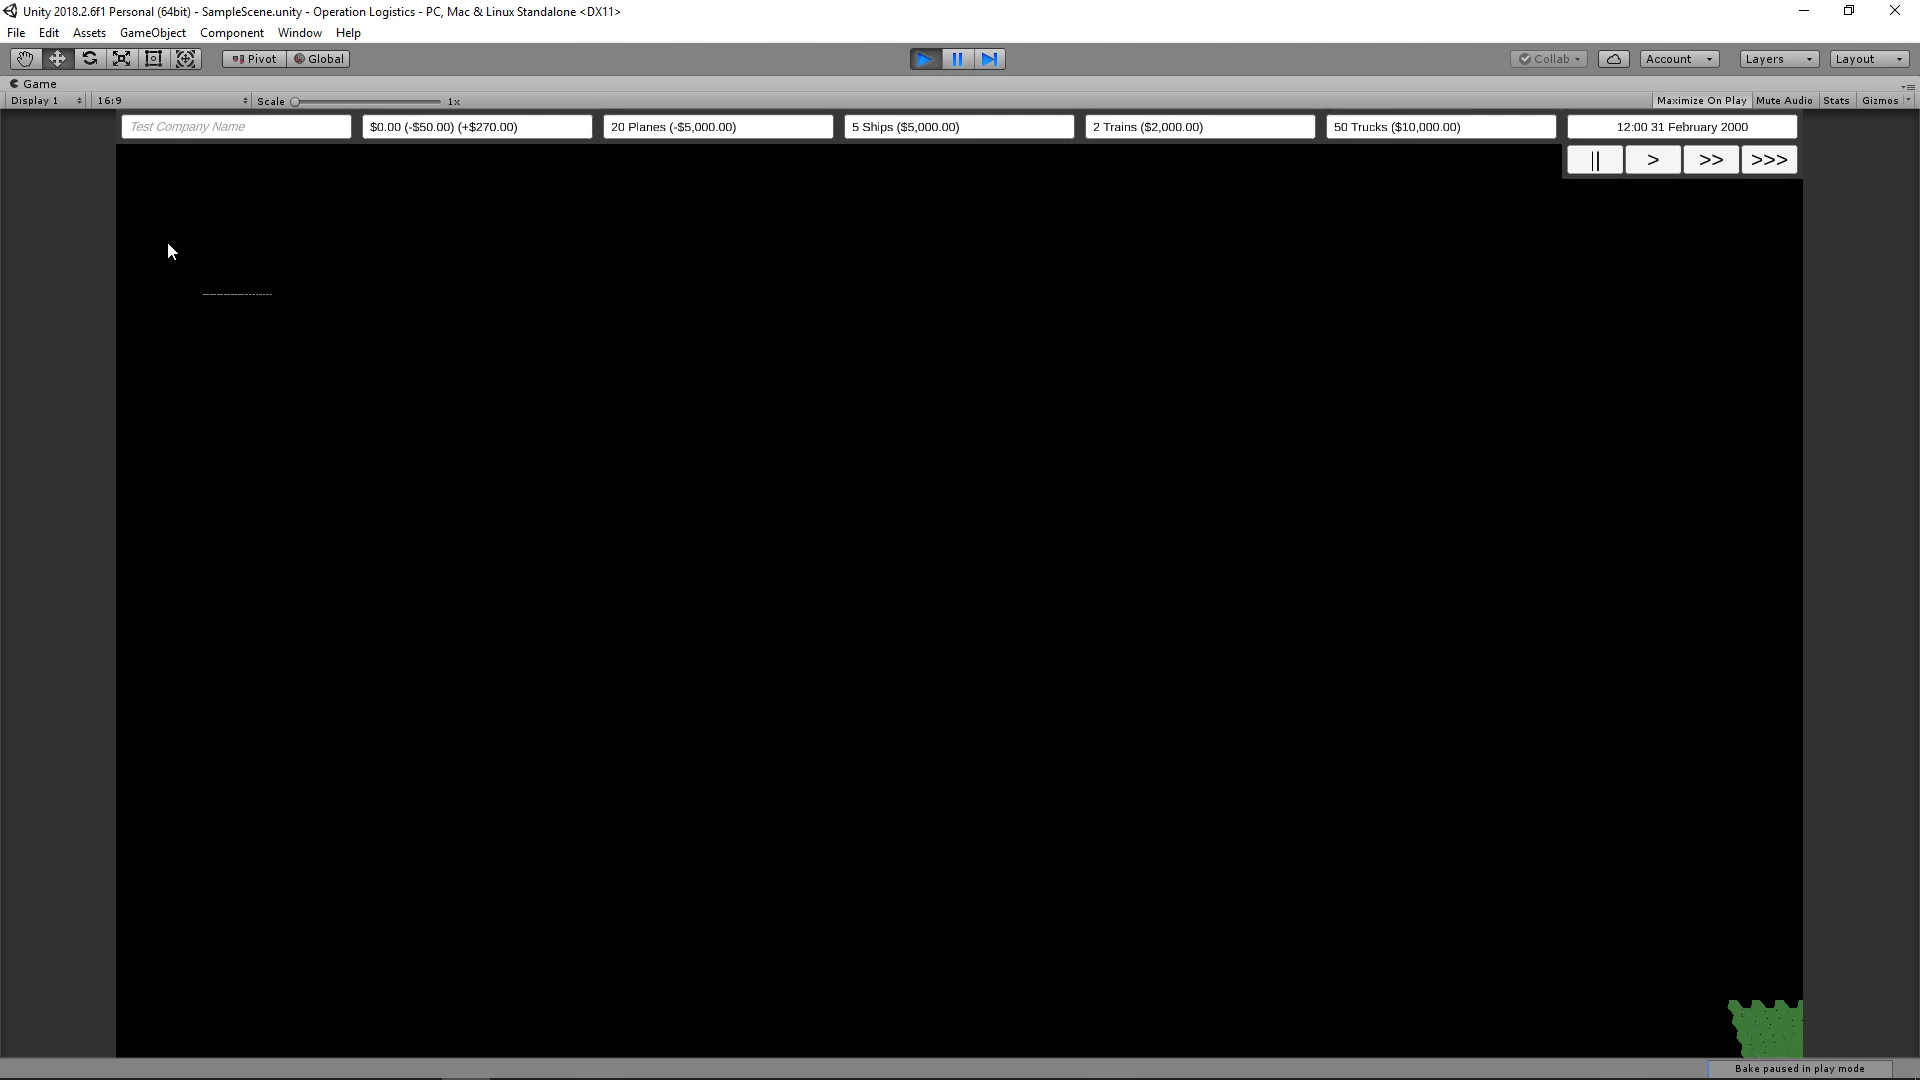 Unity 2018.2.6f1 Personal (64bit) - SampleScene.unity - Operation Logistics - PC, Mac & Linux Standalone <DX11>
File Edit Assets GameObject Component Window Help
Pivot Global Collab Account Layers Layout
Game
Display 1 16:9 Scale 1x Maximize On Play Mute Audio Stats Gizmos
Test Company Name $0.00 (-$50.00) (+$270.00) 20 Planes (-$5,000.00) 5 Ships ($5,000.00) 2 Trains ($2,000.00) 50 Trucks ($10,000.00) 12:00 31 February 2000
|| > >> >>>
Bake paused in play mode